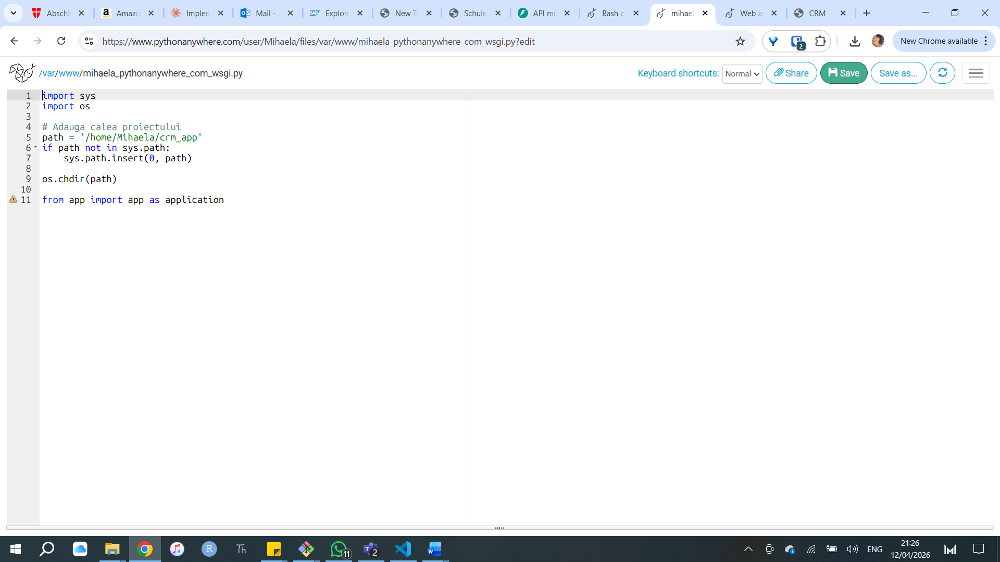 Abschl
Amazo
Implem
Mail -
Explore
New Ta
Schule
API mi
Bash c
mihael
Web a
CRM
https://www.pythonanywhere.com/user/Mihaela/files/var/www/mihaela_pythonanywhere_com_wsgi.py?edit
2
New Chrome available
/var/www/mihaela_pythonanywhere_com_wsgi.py
Keyboard shortcuts:
Normal
Share
Save
Save as...
1 import sys
2 import os
3
4 # Adauga calea proiectului
5 path = '/home/Mihaela/crm_app'
6 if path not in sys.path:
7 sys.path.insert(0, path)
8
9 os.chdir(path)
10
11 from app import app as application
R
Th
11
2
ENG
21:26
12/04/2026